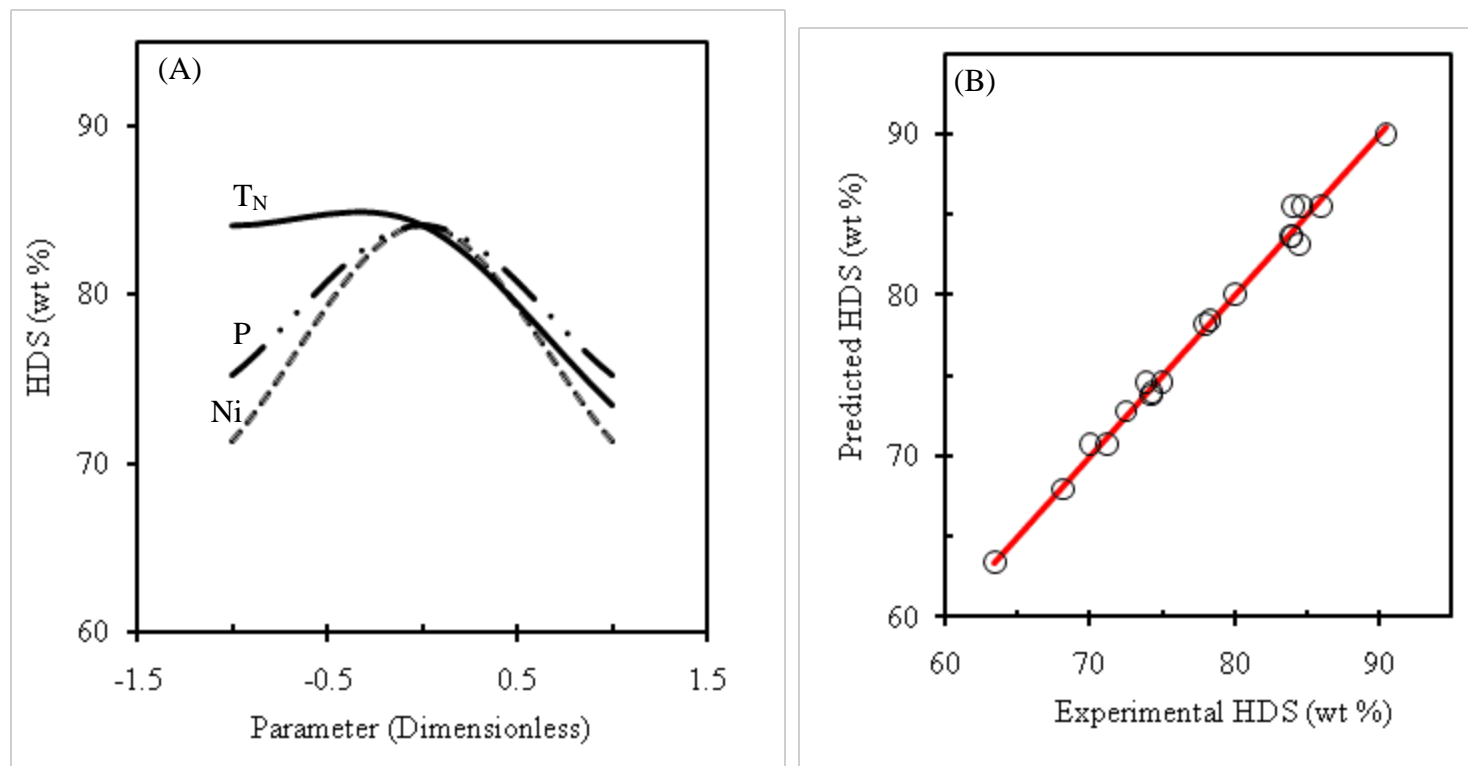 (A)
90
80
70
60
-1.5
-0.5
0.5
1.5
HDS (wt %)
Parameter (Dimensionless)
T_N
P
Ni
(B)
90
80
70
60
60
70
80
90
Predicted HDS (wt %)
Experimental HDS (wt %)